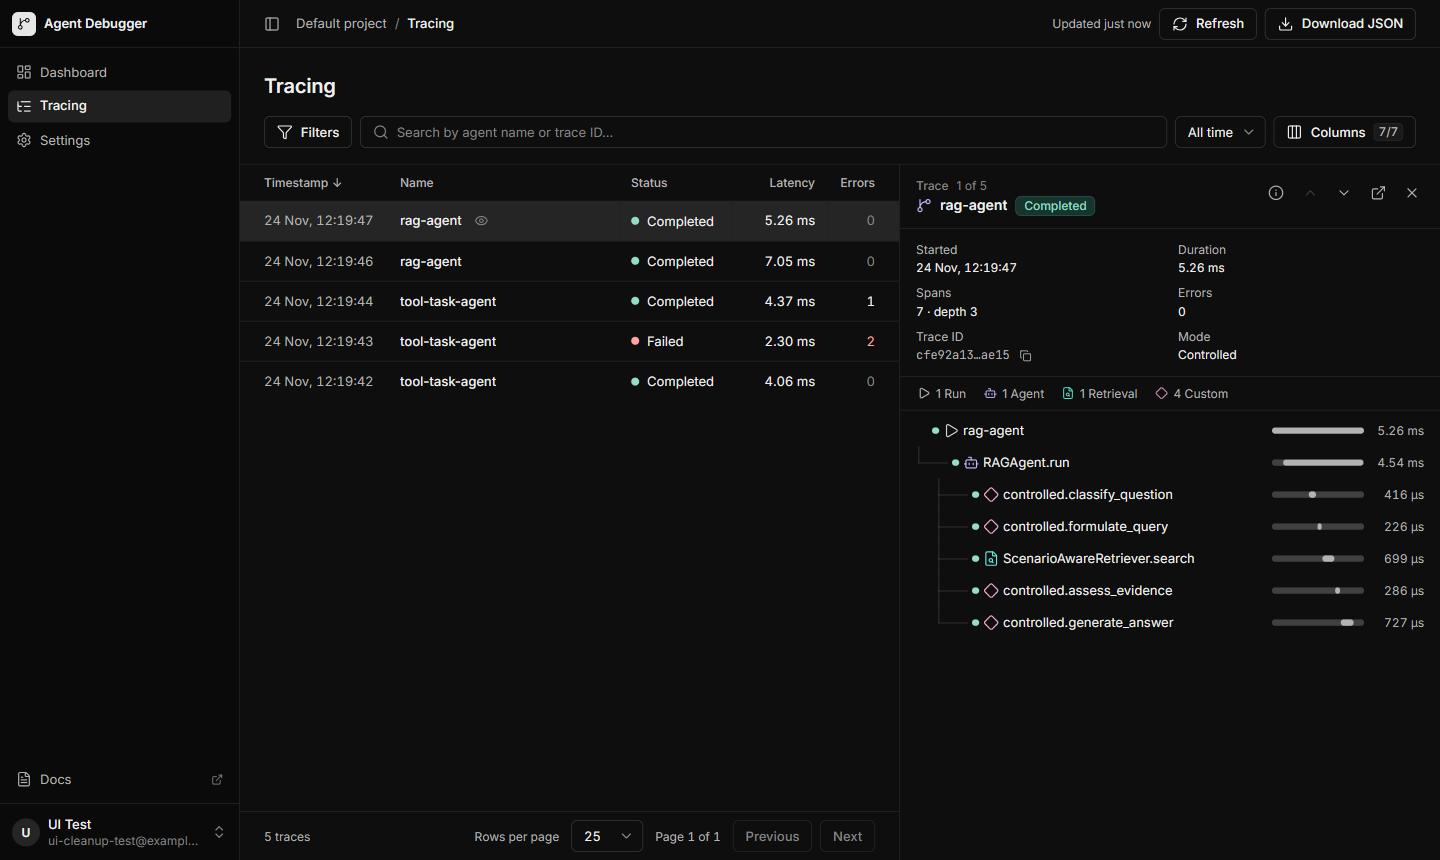 Agent Debugger
Default project / Tracing
Updated just now
Refresh
Download JSON
Dashboard
Tracing
Settings
Tracing
Filters
Search by agent name or trace ID...
All time
Columns 7/7
Timestamp Name Status Latency Errors
24 Nov, 12:19:47 rag-agent Completed 5.26 ms 0
24 Nov, 12:19:46 rag-agent Completed 7.05 ms 0
24 Nov, 12:19:44 tool-task-agent Completed 4.37 ms 1
24 Nov, 12:19:43 tool-task-agent Failed 2.30 ms 2
24 Nov, 12:19:42 tool-task-agent Completed 4.06 ms 0
Trace 1 of 5
rag-agent Completed
Started Duration
24 Nov, 12:19:47 5.26 ms
Spans Errors
7 · depth 3 0
Trace ID Mode
cfe92a13…ae15 Controlled
1 Run 1 Agent 1 Retrieval 4 Custom
rag-agent 5.26 ms
RAGAgent.run 4.54 ms
controlled.classify_question 416 µs
controlled.formulate_query 226 µs
ScenarioAwareRetriever.search 699 µs
controlled.assess_evidence 286 µs
controlled.generate_answer 727 µs
Docs
U
UI Test
ui-cleanup-test@exampl...
5 traces
Rows per page 25
Page 1 of 1
Previous
Next